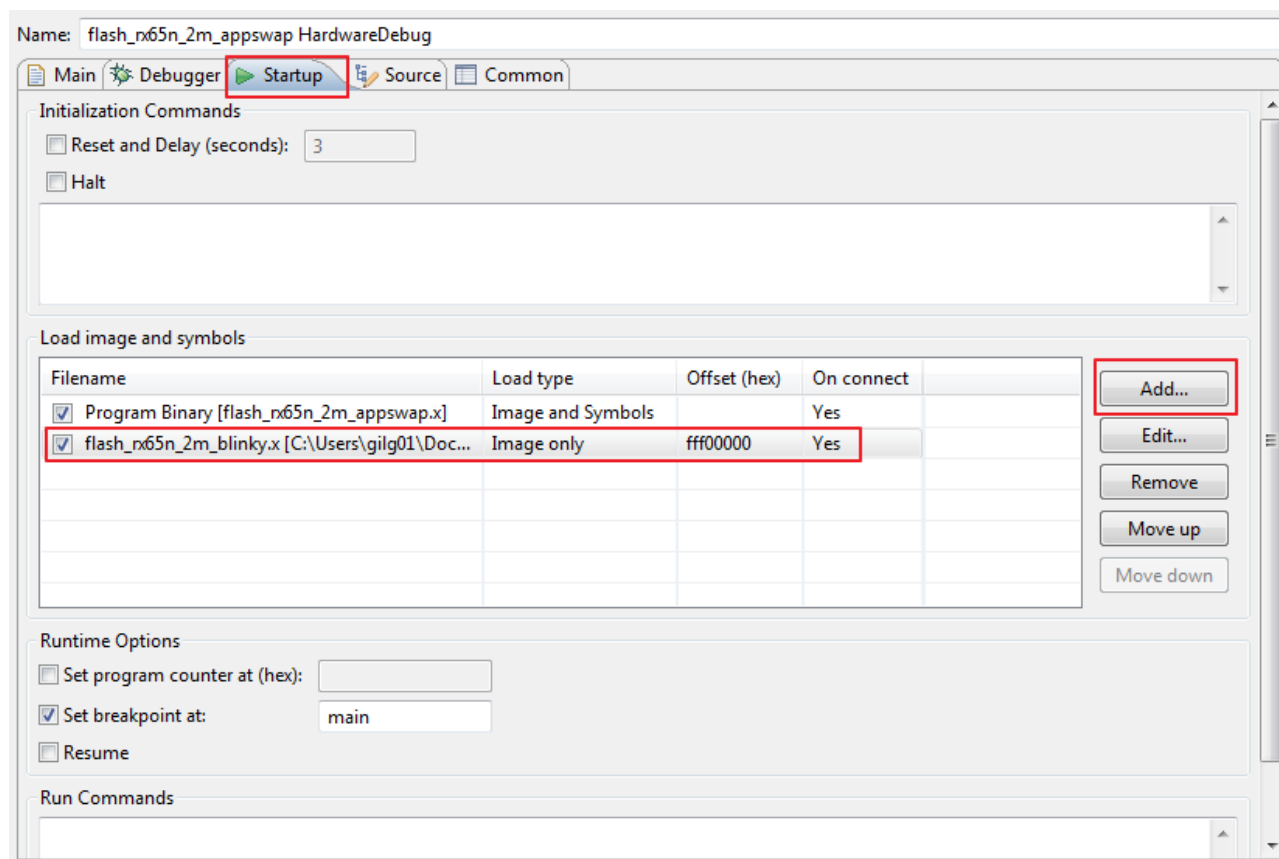 Name: flash_rx65n_2m_appswap HardwareDebug
Main Debugger Startup Source Common
Initialization Commands
Reset and Delay (seconds): 3
Halt
Load image and symbols
Filename Load type Offset (hex) On connect
Program Binary [flash_rx65n_2m_appswap.x] Image and Symbols Yes
flash_rx65n_2m_blinky.x [C:\Users\gilg01\Doc... Image only fff00000 Yes
Add...
Edit...
Remove
Move up
Move down
Runtime Options
Set program counter at (hex):
Set breakpoint at: main
Resume
Run Commands